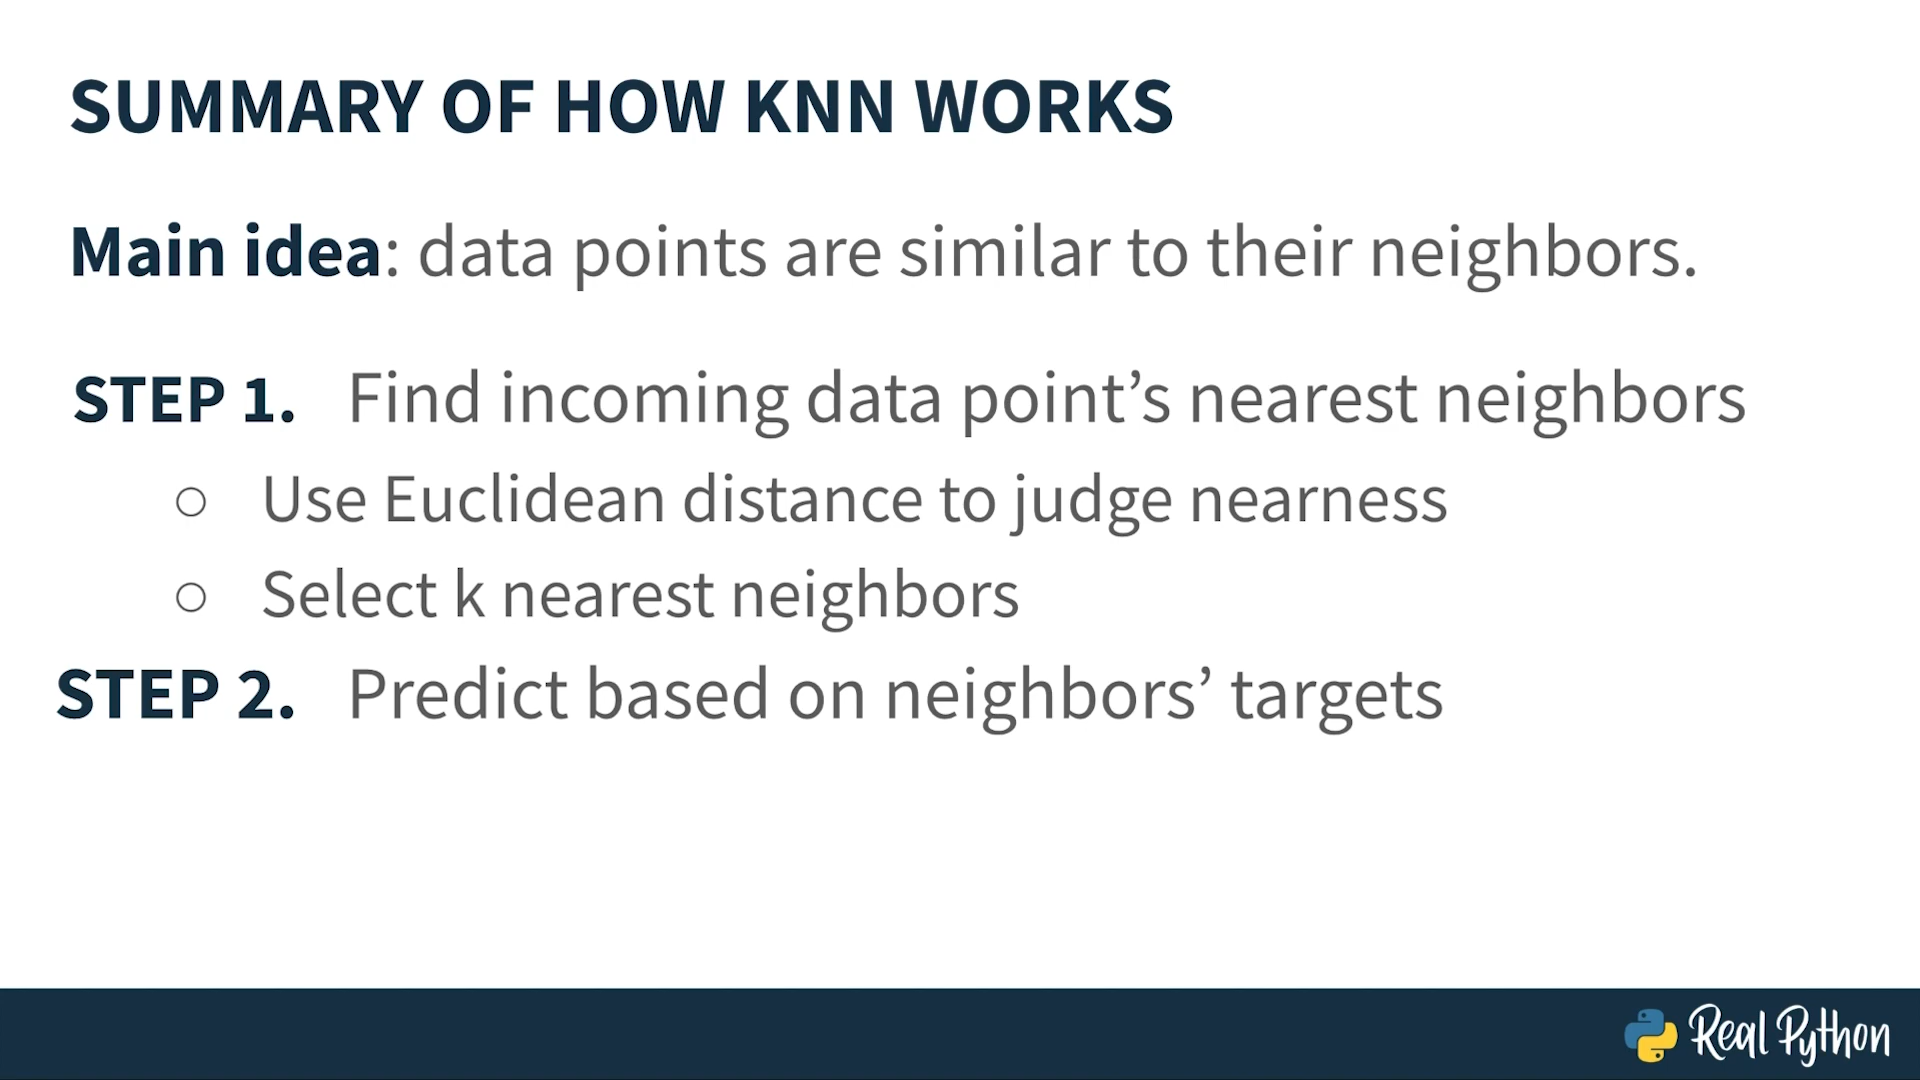 SUMMARY OF HOW KNN WORKS
Main idea: data points are similar to their neighbors.
STEP 1. Find incoming data point’s nearest neighbors
○ Use Euclidean distance to judge nearness
○ Select k nearest neighbors
STEP 2. Predict based on neighbors’ targets
Real Python